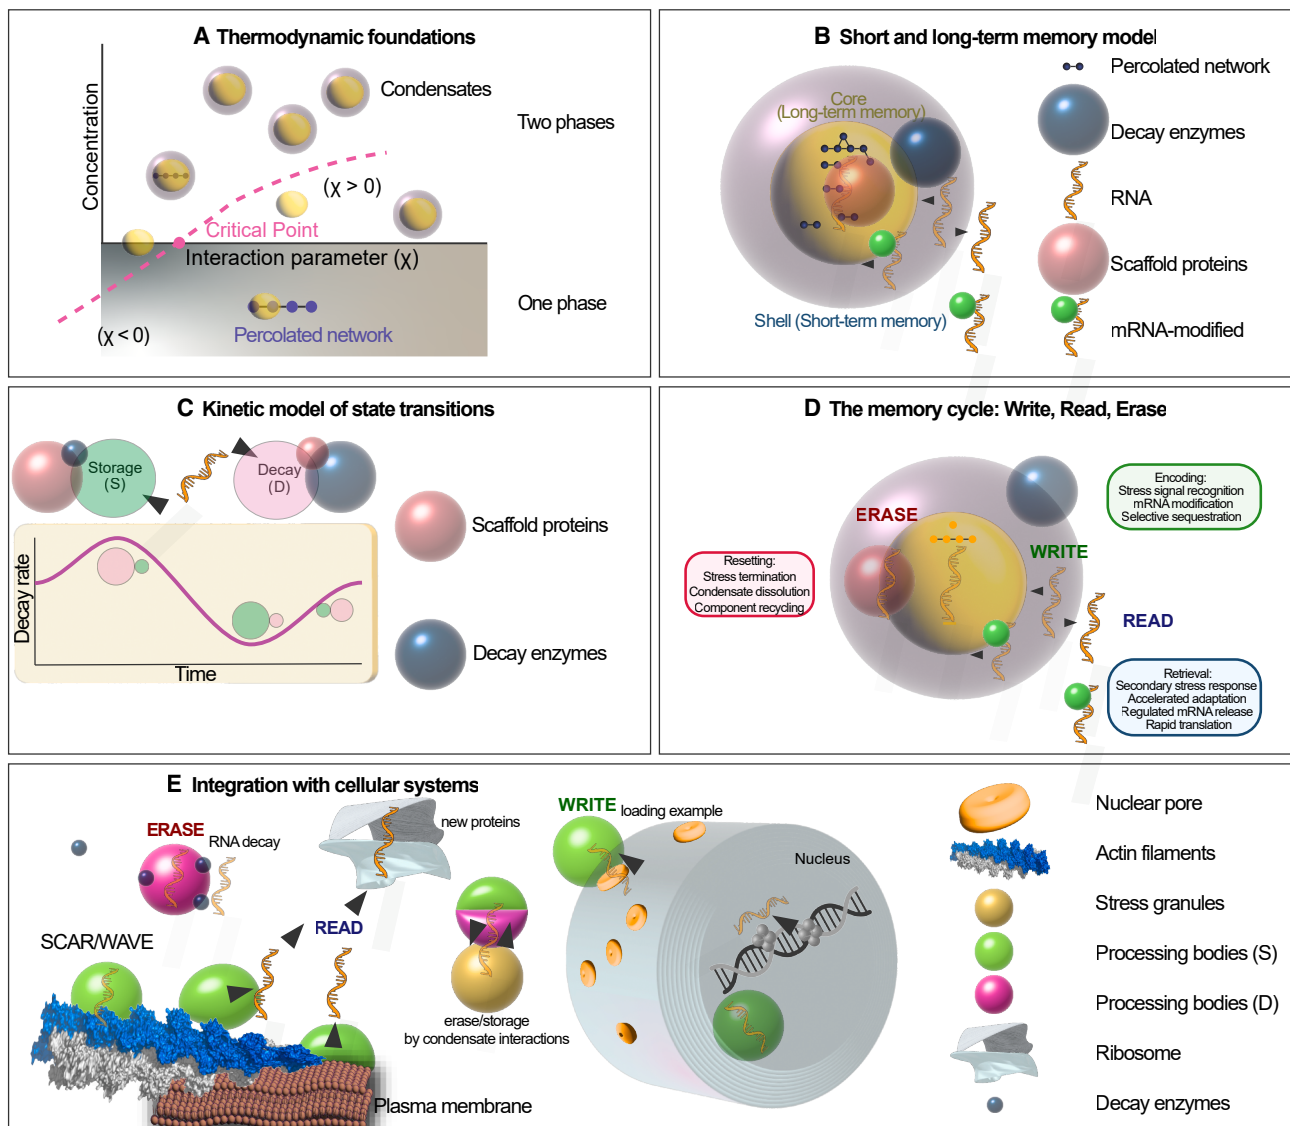 A Thermodynamic foundations
Concentration
Condensates
Two phases
(χ > 0)
Critical Point
Interaction parameter (χ)
One phase
(χ < 0)
Percolated network
B Short and long-term memory model
Core
(Long-term memory)
Shell (Short-term memory)
Percolated network
Decay enzymes
RNA
Scaffold proteins
mRNA-modified
C Kinetic model of state transitions
Storage
(S)
Decay
(D)
Scaffold proteins
Decay rate
Time
Decay enzymes
D The memory cycle: Write, Read, Erase
ERASE
WRITE
READ
Resetting:
Stress termination
Condensate dissolution
Component recycling
Encoding:
Stress signal recognition
mRNA modification
Selective sequestration
Retrieval:
Secondary stress response
Accelerated adaptation
Regulated mRNA release
Rapid translation
E Integration with cellular systems
ERASE
RNA decay
new proteins
READ
SCAR/WAVE
erase/storage
by condensate interactions
Plasma membrane
WRITE loading example
Nucleus
Nuclear pore
Actin filaments
Stress granules
Processing bodies (S)
Processing bodies (D)
Ribosome
Decay enzymes